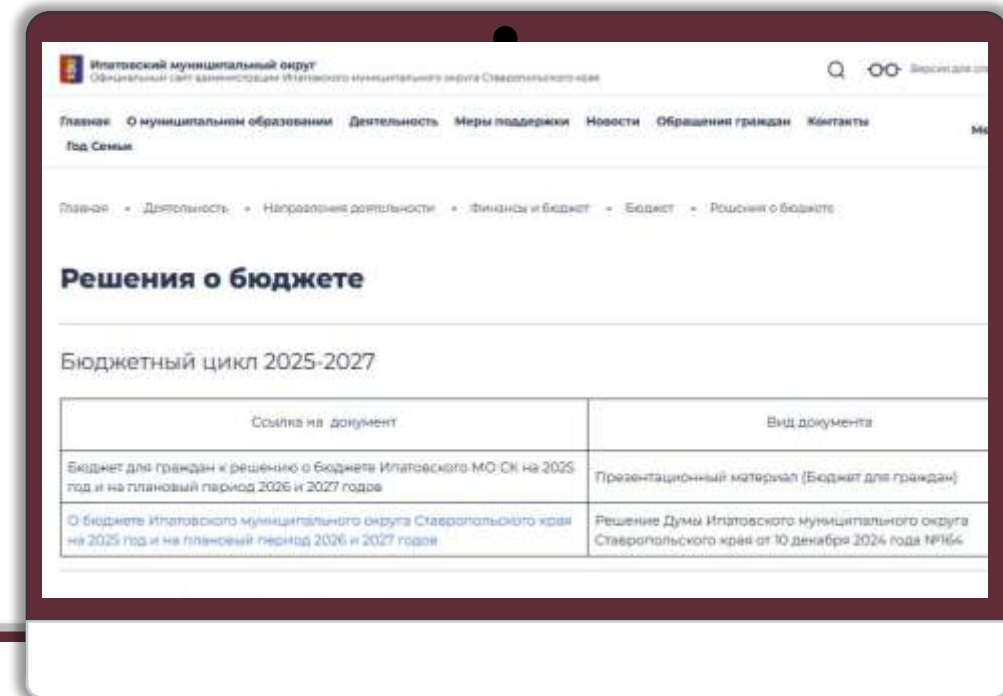 Ипатовский муниципальный округ
Официальный сайт администрации Ипатовского муниципального округа Ставропольского края
Версия для
Главная О муниципальном образовании Деятельность Меры поддержки Новости Обращения граждан Контакты
Год Семьи
Главная • Деятельность • Направления деятельности • Финансы и бюджет • Бюджет • Решения о бюджете
Решения о бюджете
Бюджетный цикл 2025-2027
Ссылка на документ
Вид документа
Бюджет для граждан к решению о бюджете Ипатовского МО СК на 2025
год и на плановый период 2026 и 2027 годов
Презентационный материал (Бюджет для граждан)
О бюджете Ипатовского муниципального округа Ставропольского края
на 2025 год и на плановый период 2026 и 2027 годов
Решение Думы Ипатовского муниципального округа
Ставропольского края от 10 декабря 2024 года №164